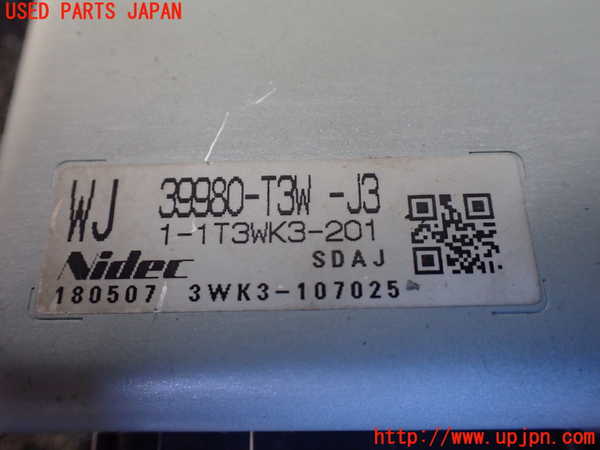 USED PARTS JAPAN
WJ
39980-T3W -J3
1-1T3WK3-201
Nidec
SDAJ
180507 3WK3-107025
UPJ
http://www.upjpn.com